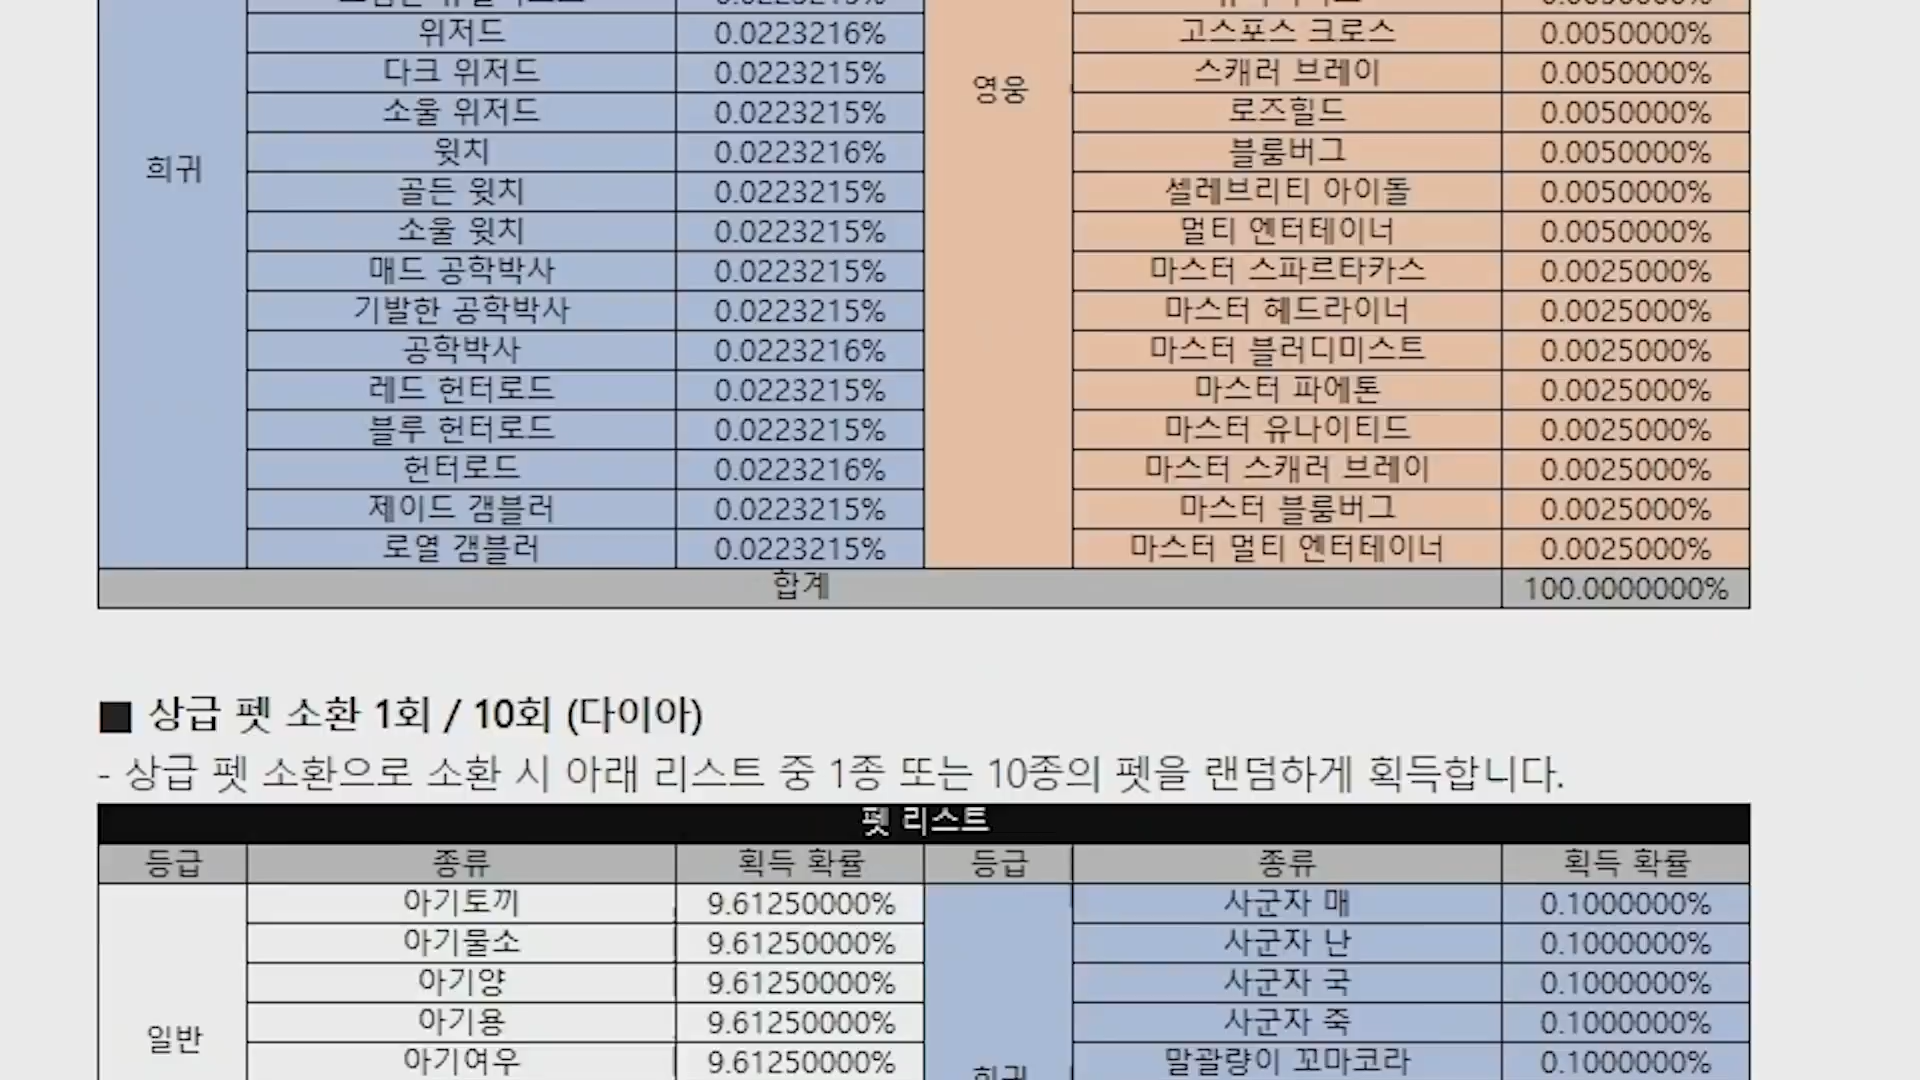 위저드 0.0223216% 고스포스 크로스 0.0050000%
다크 위저드 0.0223215% 영웅 스캐러 브레이 0.0050000%
소울 위저드 0.0223215% 로즈힐드 0.0050000%
희귀 윗치 0.0223216% 블룸버그 0.0050000%
골든 윗치 0.0223215% 셀레브리티 아이돌 0.0050000%
소울 윗치 0.0223215% 멀티 엔터테이너 0.0050000%
매드 공학박사 0.0223215% 마스터 스파르타카스 0.0025000%
기발한 공학박사 0.0223215% 마스터 헤드라이너 0.0025000%
공학박사 0.0223216% 마스터 블러디미스트 0.0025000%
레드 헌터로드 0.0223215% 마스터 파에톤 0.0025000%
블루 헌터로드 0.0223215% 마스터 유나이티드 0.0025000%
헌터로드 0.0223216% 마스터 스캐러 브레이 0.0025000%
제이드 갬블러 0.0223215% 마스터 블룸버그 0.0025000%
로열 갬블러 0.0223215% 마스터 멀티 엔터테이너 0.0025000%
합계 100.0000000%
■ 상급 펫 소환 1회 / 10회 (다이아)
- 상급 펫 소환으로 소환 시 아래 리스트 중 1종 또는 10종의 펫을 랜덤하게 획득합니다.
펫 리스트
등급 종류 획득 확률 등급 종류 획득 확률
아기토끼 9.61250000% 사군자 매 0.1000000%
아기물소 9.61250000% 사군자 난 0.1000000%
아기양 9.61250000% 사군자 국 0.1000000%
일반 아기용 9.61250000% 사군자 죽 0.1000000%
아기여우 9.61250000% 희귀 말괄량이 꼬마코라 0.1000000%